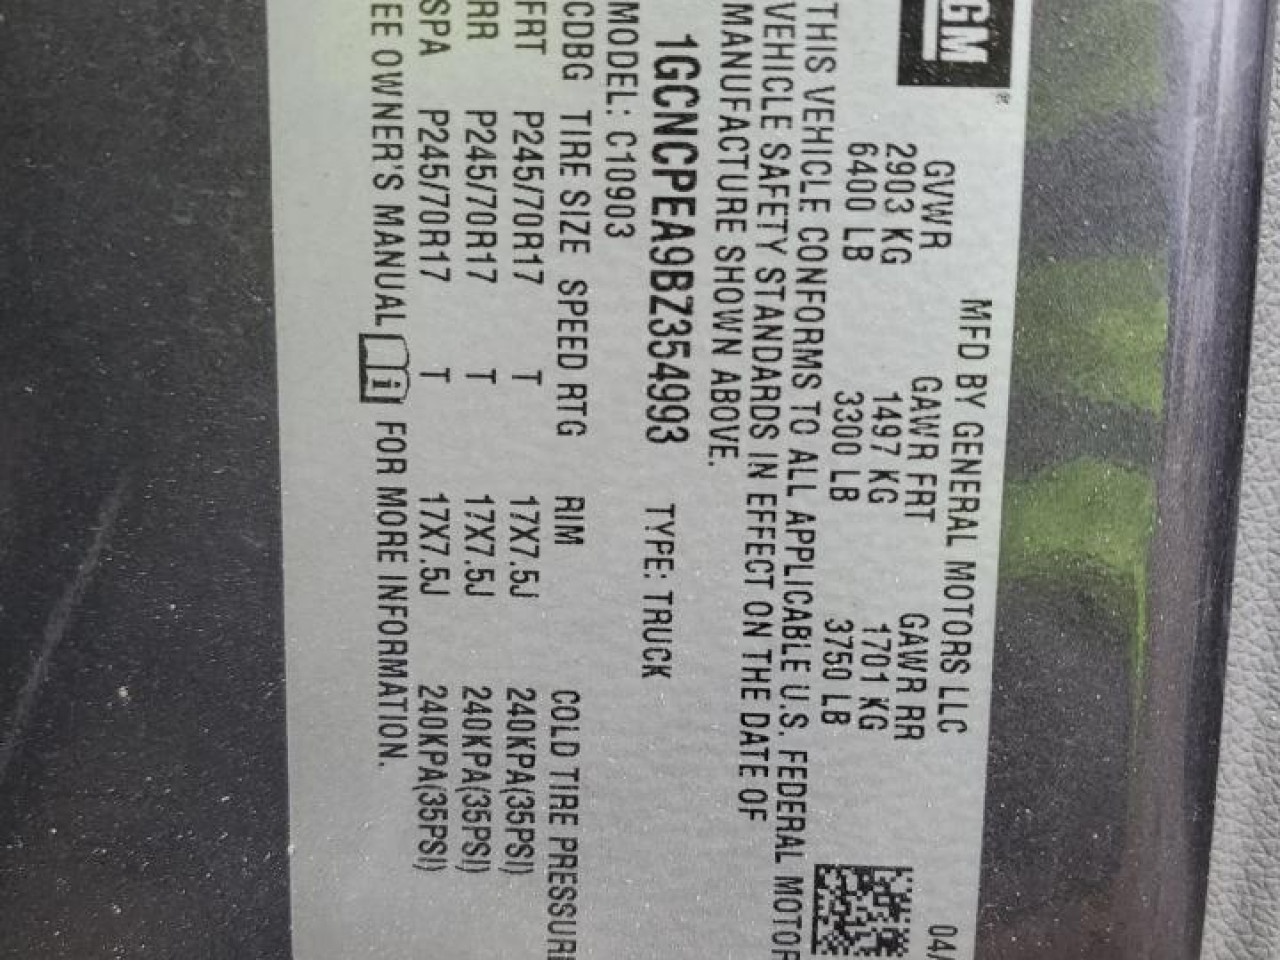 GM
MFD BY GENERAL MOTORS LLC 04/
GVWR GAWR FRT GAWR RR
2903 KG 1497 KG 1701 KG
6400 LB 3300 LB 3750 LB
THIS VEHICLE CONFORMS TO ALL APPLICABLE U.S. FEDERAL MOTOR
VEHICLE SAFETY STANDARDS IN EFFECT ON THE DATE OF
MANUFACTURE SHOWN ABOVE.
1GCNCPEA9BZ354993 TYPE: TRUCK
MODEL: C10903
CDBG TIRE SIZE SPEED RTG RIM COLD TIRE PRESSURE
FRT P245/70R17 T 17X7.5J 240KPA(35PSI)
RR P245/70R17 T 17X7.5J 240KPA(35PSI)
SPA P245/70R17 T 17X7.5J 240KPA(35PSI)
EE OWNER'S MANUAL i FOR MORE INFORMATION.